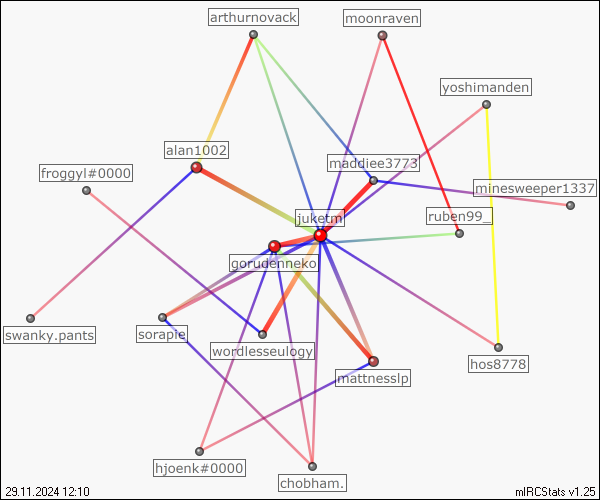 arthurnovack
moonraven
yoshimanden
alan1002
maddiee3773
froggyl#0000
minesweeper1337
juketm
ruben99_
gorudenneko
swanky.pants
sorapie
wordlesseulogy
hos8778
mattnesslp
hjoenk#0000
chobham.
29.11.2024 12:10
mIRCStats v1.25